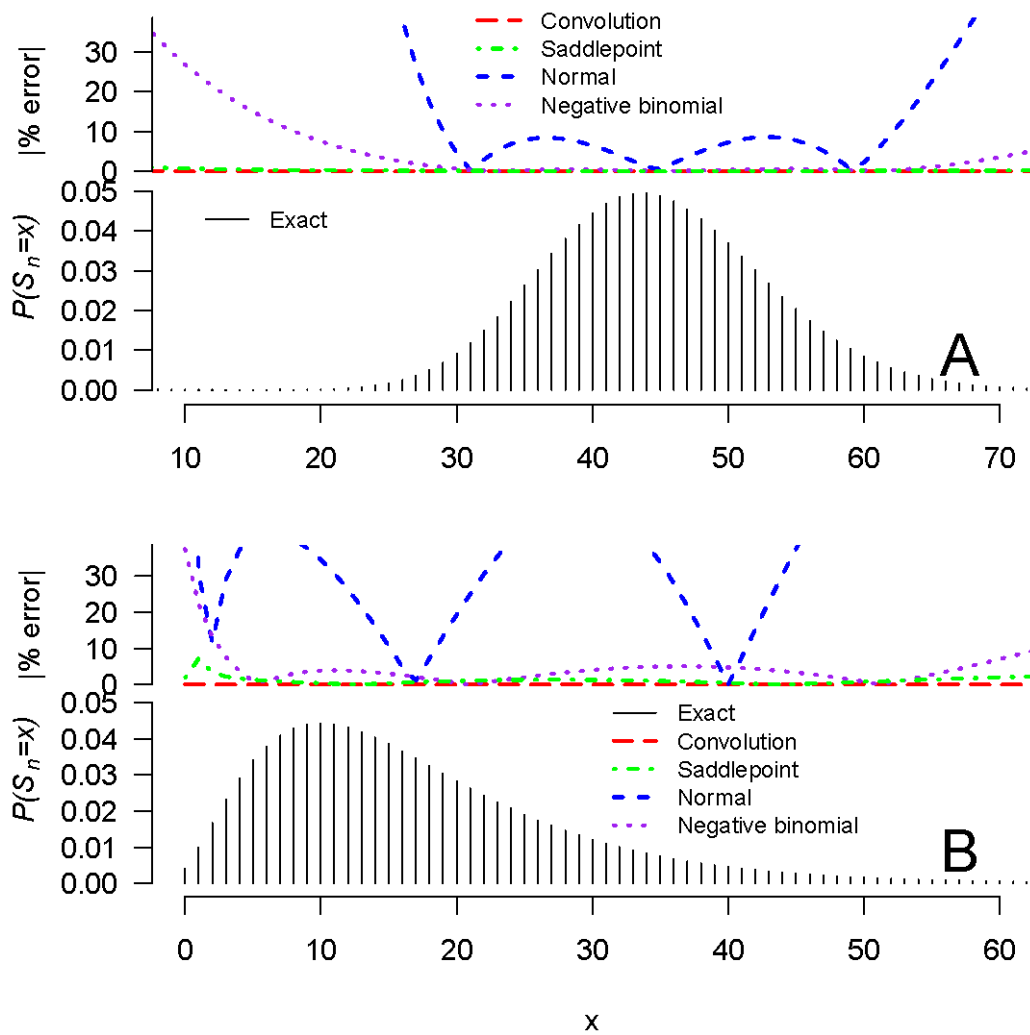 Convolution
Saddlepoint
Normal
Negative binomial
|% error|
30
20
10
0
0.05
0.04
0.03
0.02
0.01
0.00
P(S_n=x)
Exact
A
10 20 30 40 50 60 70
|% error|
30
20
10
0
0.05
0.04
0.03
0.02
0.01
0.00
P(S_n=x)
Exact
Convolution
Saddlepoint
Normal
Negative binomial
B
0 10 20 30 40 50 60
x